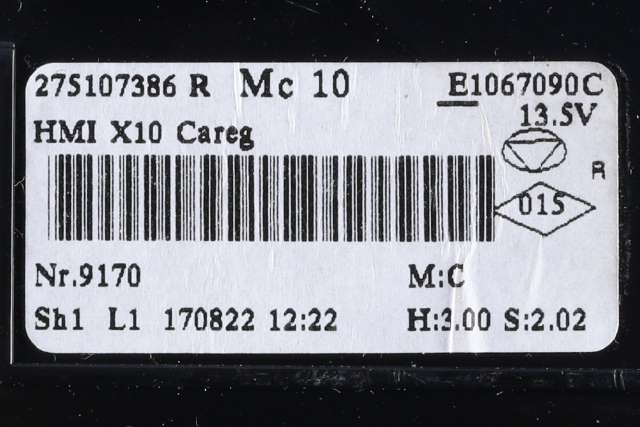 275107386 R Mc 10 E1067090C
13.5V
HMI X10 Careg
R
015
Nr.9170 M:C
Sh1 L1 170822 12:22 H:3.00 S:2.02